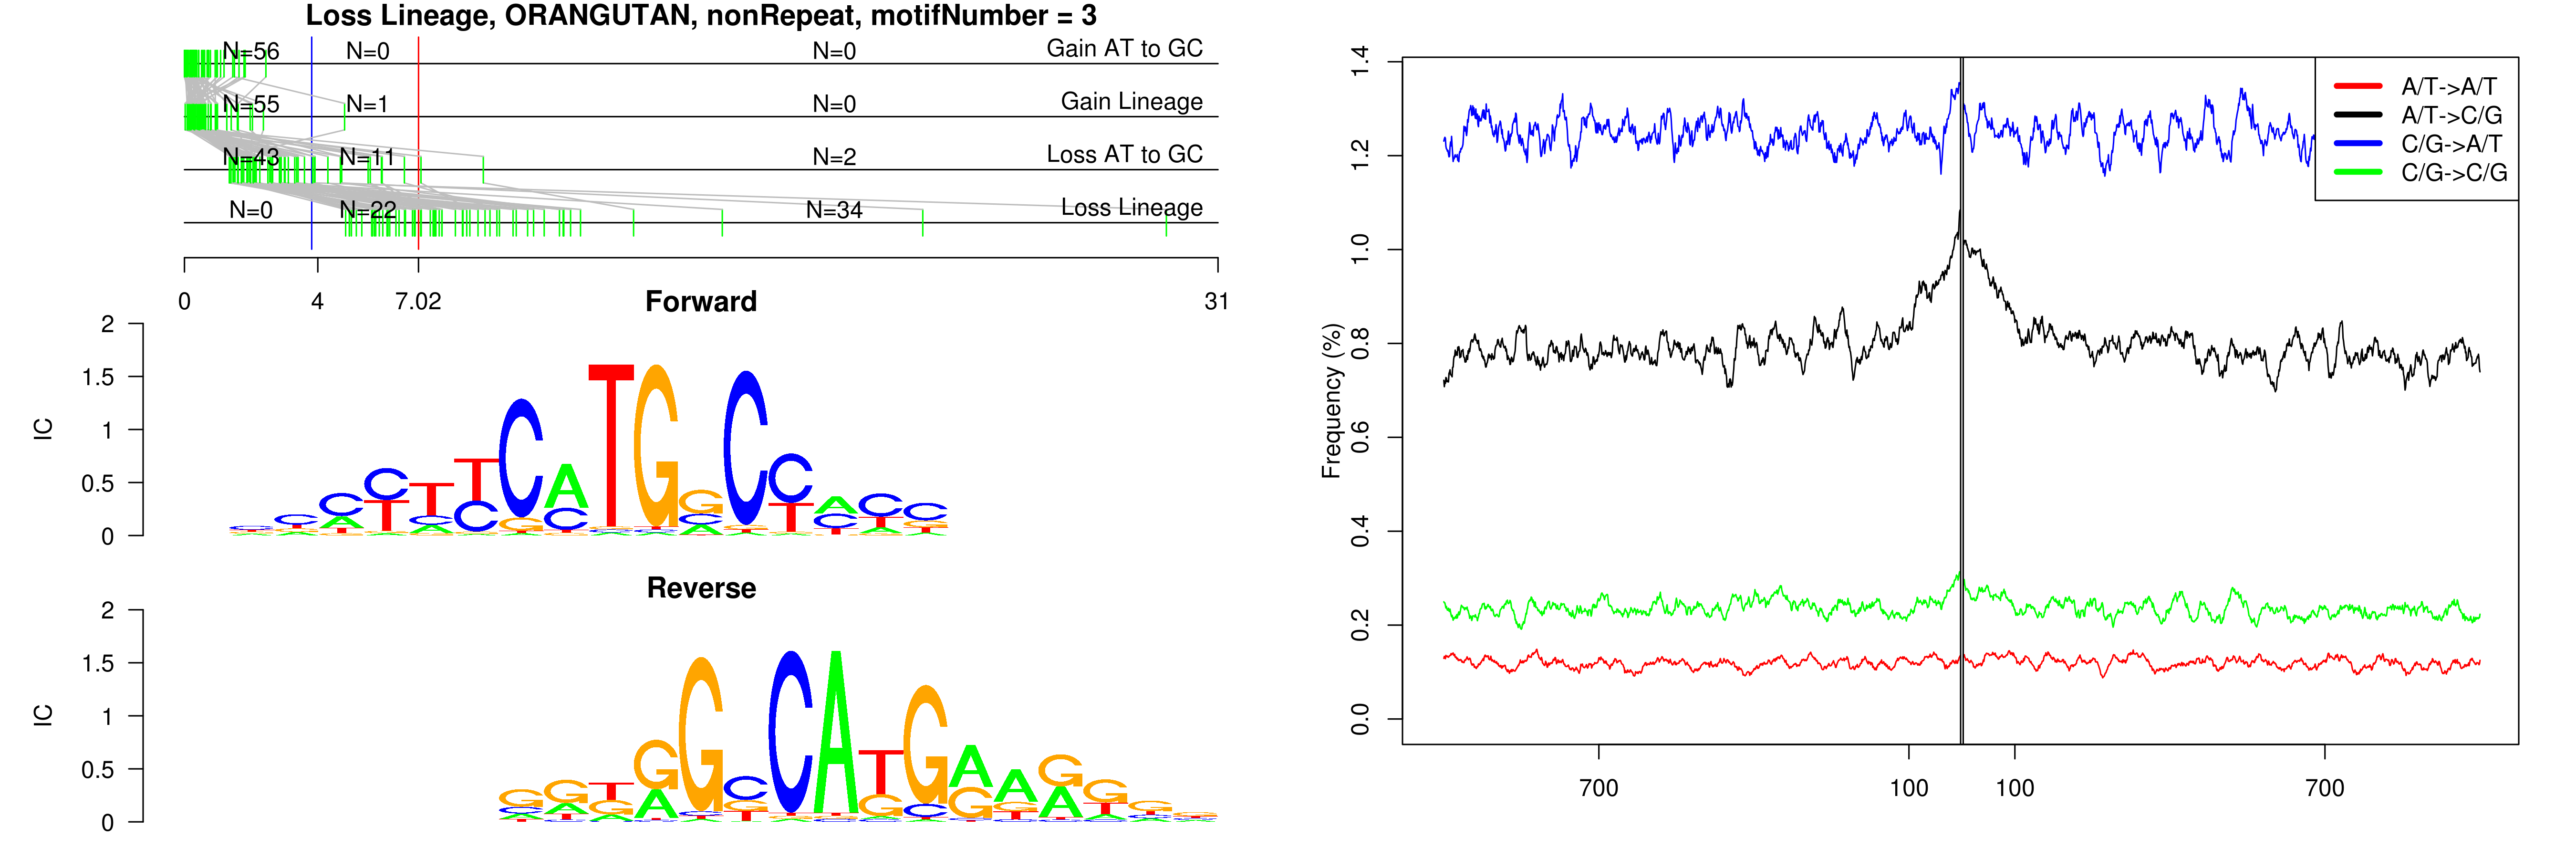 Loss Lineage, ORANGUTAN, nonRepeat, motifNumber = 3
N=56 N=0 N=0 Gain AT to GC
N=55 N=1 N=0 Gain Lineage
N=43 N=11 N=2 Loss AT to GC
N=0 N=22 N=34 Loss Lineage
0 4 7.02 31
Forward
2
1.5
1
0.5
0
IC
Reverse
2
1.5
1
0.5
0
IC
1.4
1.2
1.0
0.8
0.6
0.4
0.2
0.0
Frequency (%)
A/T->A/T
A/T->C/G
C/G->A/T
C/G->C/G
700 100 100 700